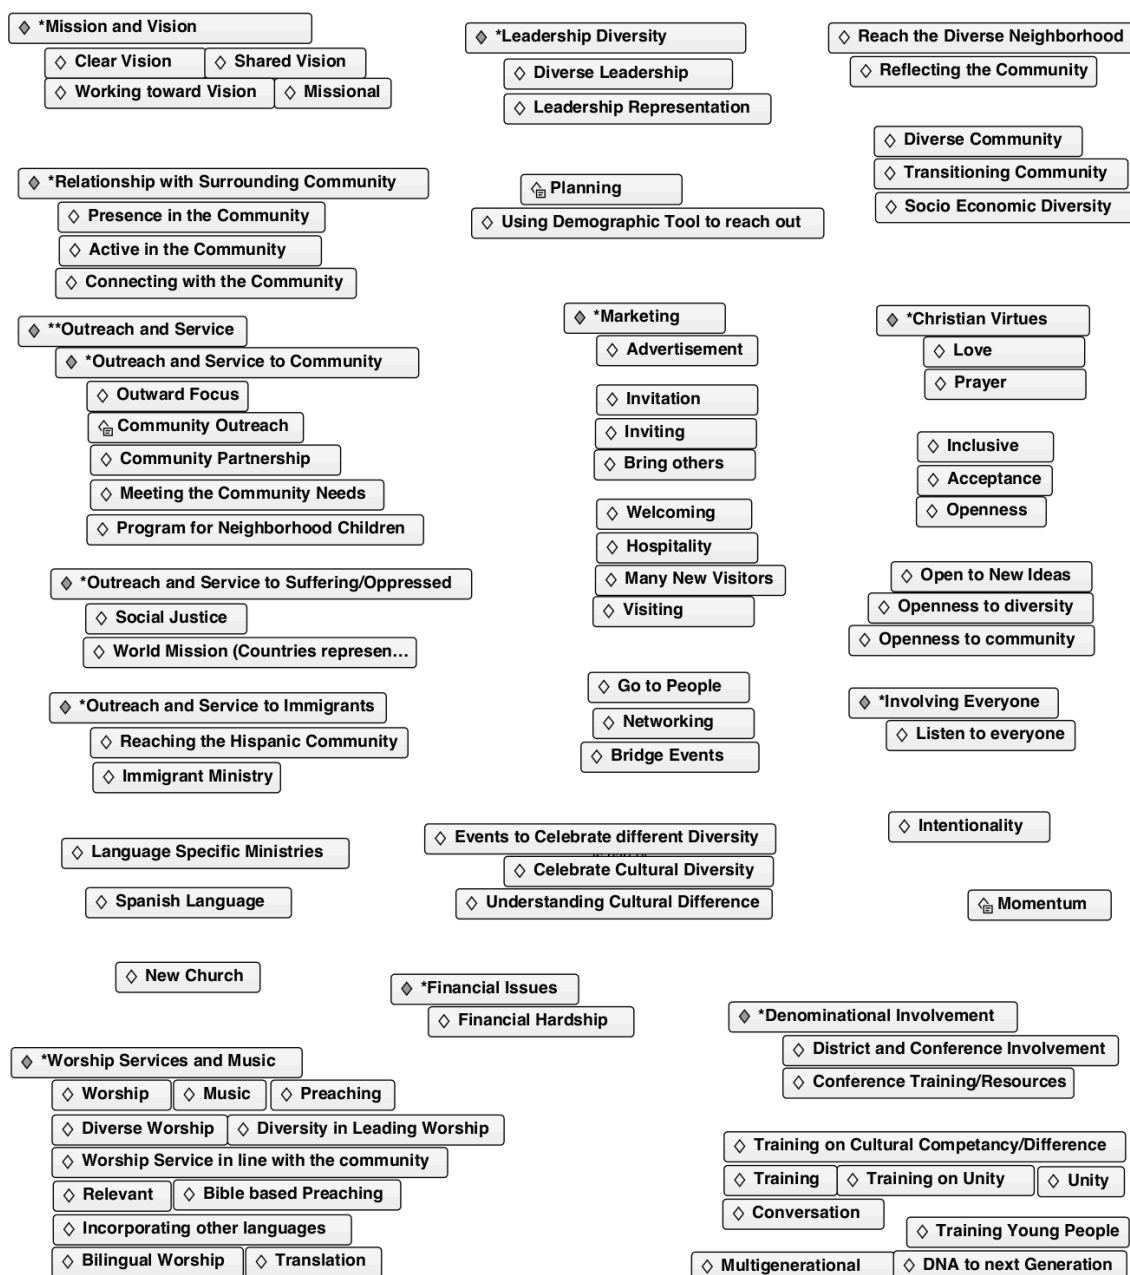 *Mission and Vision
Clear Vision
Shared Vision
Working toward Vision
Missional
*Leadership Diversity
Diverse Leadership
Leadership Representation
Reach the Diverse Neighborhood
Reflecting the Community
Diverse Community
Transitioning Community
Socio Economic Diversity
*Relationship with Surrounding Community
Presence in the Community
Active in the Community
Connecting with the Community
Planning
Using Demographic Tool to reach out
**Outreach and Service
*Outreach and Service to Community
Outward Focus
Community Outreach
Community Partnership
Meeting the Community Needs
Program for Neighborhood Children
*Outreach and Service to Suffering/Oppressed
Social Justice
World Mission (Countries represen...
*Outreach and Service to Immigrants
Reaching the Hispanic Community
Immigrant Ministry
*Marketing
Advertisement
Invitation
Inviting
Bring others
Welcoming
Hospitality
Many New Visitors
Visiting
Go to People
Networking
Bridge Events
*Christian Virtues
Love
Prayer
Inclusive
Acceptance
Openness
Open to New Ideas
Openness to diversity
Openness to community
*Involving Everyone
Listen to everyone
Intentionality
Momentum
Language Specific Ministries
Spanish Language
New Church
Events to Celebrate different Diversity
Celebrate Cultural Diversity
Understanding Cultural Difference
*Financial Issues
Financial Hardship
*Denominational Involvement
District and Conference Involvement
Conference Training/Resources
*Worship Services and Music
Worship
Music
Preaching
Diverse Worship
Diversity in Leading Worship
Worship Service in line with the community
Relevant
Bible based Preaching
Incorporating other languages
Bilingual Worship
Translation
Training on Cultural Competancy/Difference
Training
Training on Unity
Unity
Conversation
Training Young People
Multigenerational
DNA to next Generation